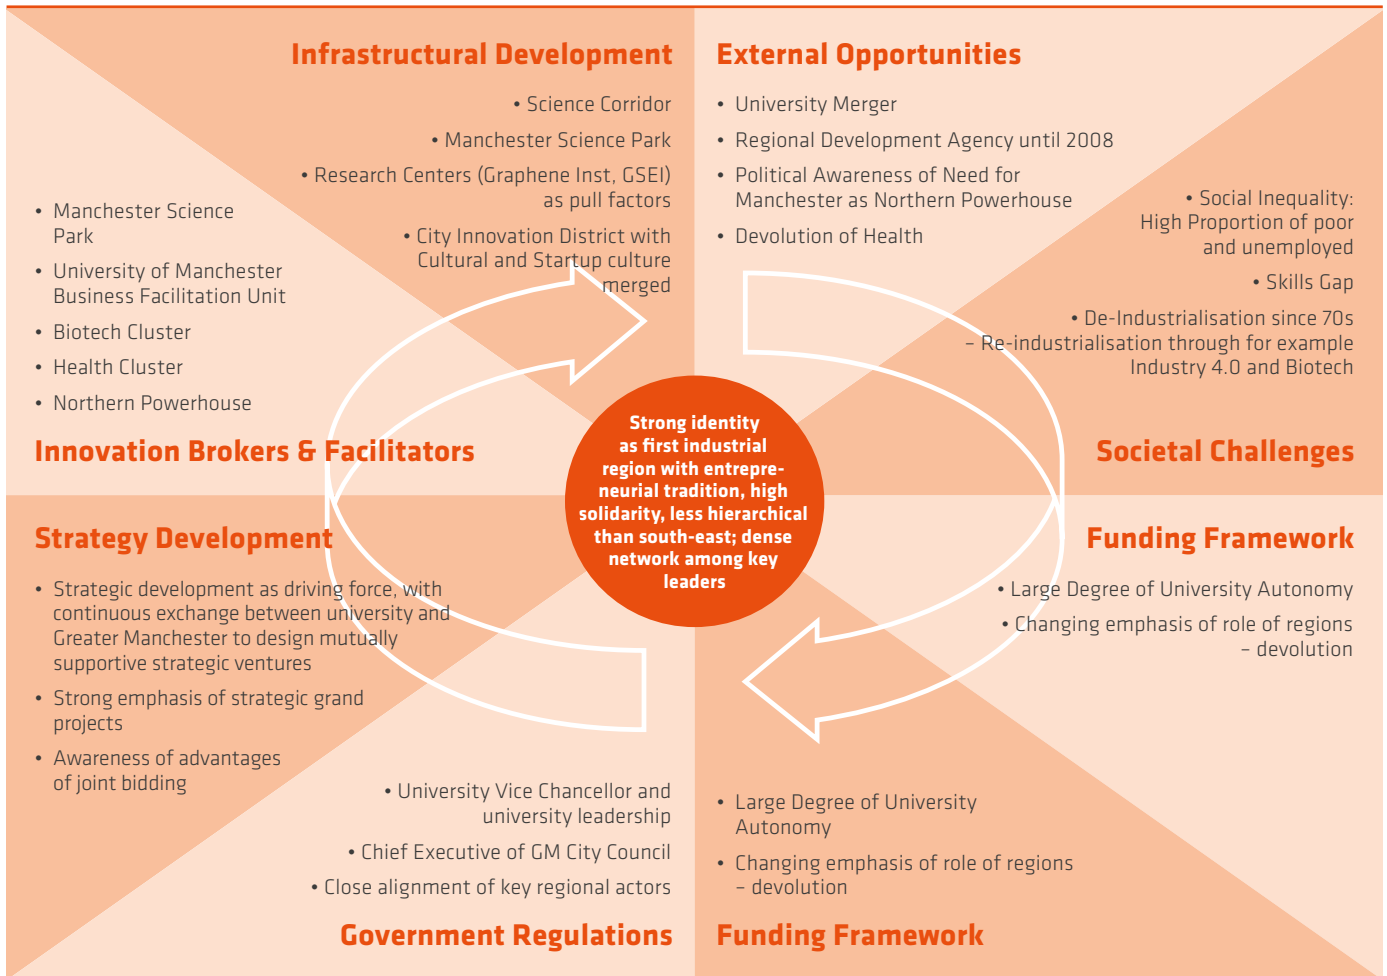 Infrastructural Development
• Science Corridor
• Manchester Science Park
• Research Centers (Graphene Inst, GSEI)
as pull factors
• City Innovation District with
Cultural and Startup culture
merged
External Opportunities
• University Merger
• Regional Development Agency until 2008
• Political Awareness of Need for
Manchester as Northern Powerhouse
• Devolution of Health
• Manchester Science
Park
• University of Manchester
Business Facilitation Unit
• Biotech Cluster
• Health Cluster
• Northern Powerhouse
Innovation Brokers & Facilitators
• Social Inequality:
High Proportion of poor
and unemployed
• Skills Gap
• De-Industrialisation since 70s
– Re-industrialisation through for example
Industry 4.0 and Biotech
Societal Challenges
Strong identity
as first industrial
region with entrepre-
neurial tradition, high
solidarity, less hierarchical
than south-east; dense
network among key
leaders
Strategy Development
• Strategic development as driving force, with
continuous exchange between university and
Greater Manchester to design mutually
supportive strategic ventures
• Strong emphasis of strategic grand
projects
• Awareness of advantages
of joint bidding
Funding Framework
• Large Degree of University Autonomy
• Changing emphasis of role of regions
– devolution
• University Vice Chancellor and
university leadership
• Chief Executive of GM City Council
• Close alignment of key regional actors
Government Regulations
• Large Degree of University
Autonomy
• Changing emphasis of role of regions
– devolution
Funding Framework